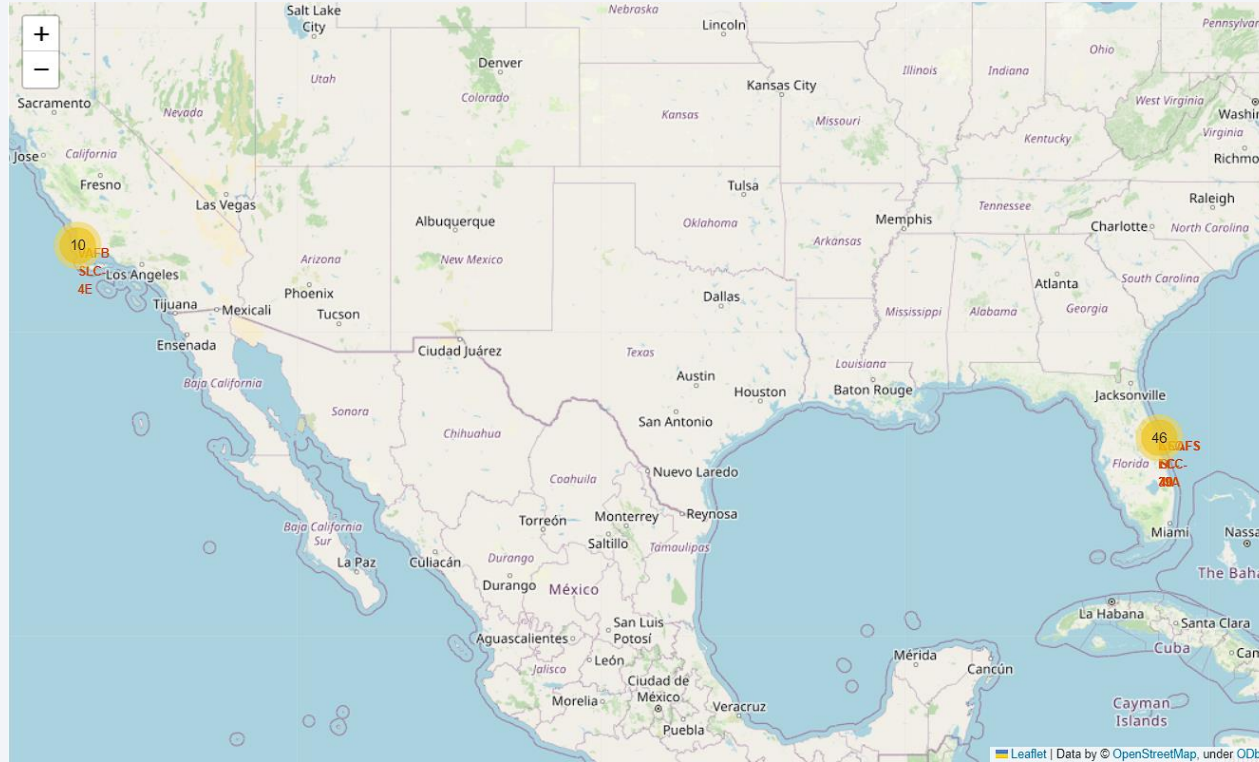 Salt Lake
City
Nebraska
Pennsylvan
Lincoln
+
−
Denver
Ohio
Utah
Illinois
Indiana
Kansas City
Colorado
Sacramento
Nevada
Kansas
Missouri
West Virginia
Washin
Virginia
Kentucky
Jose
California
Richmo
Fresno
Tulsa
Las Vegas
Raleigh
Tennessee
Albuquerque
Oklahoma
Memphis
Charlotte
North Carolina
Arkansas
10
VAFB
SLC-
4E
Arizona
New Mexico
Los Angeles
South Carolina
Atlanta
Phoenix
Dallas
Tijuana
Mexicali
Tucson
Mississippi
Alabama
Georgia
Ensenada
Ciudad Juárez
Texas
Louisiana
Austin
Baja California
Houston
Baton Rouge
Jacksonville
Sonora
San Antonio
Chihuahua
46
Florida
Nuevo Laredo
Coahuila
Reynosa
Torreón
Monterrey
Baja California
Sur
Saltillo
Tamaulipas
Miami
Nassa
La Paz
Culiacán
Durango
The Baha
Durango
México
La Habana
Santa Clara
San Luis
Potosí
Aguascalientes
Cuba
Cam
Mérida
León
Jalisco
Cancún
Ciudad de
México
Morelia
Veracruz
Cayman
Islands
Puebla
Leaflet | Data by © OpenStreetMap, under ODb